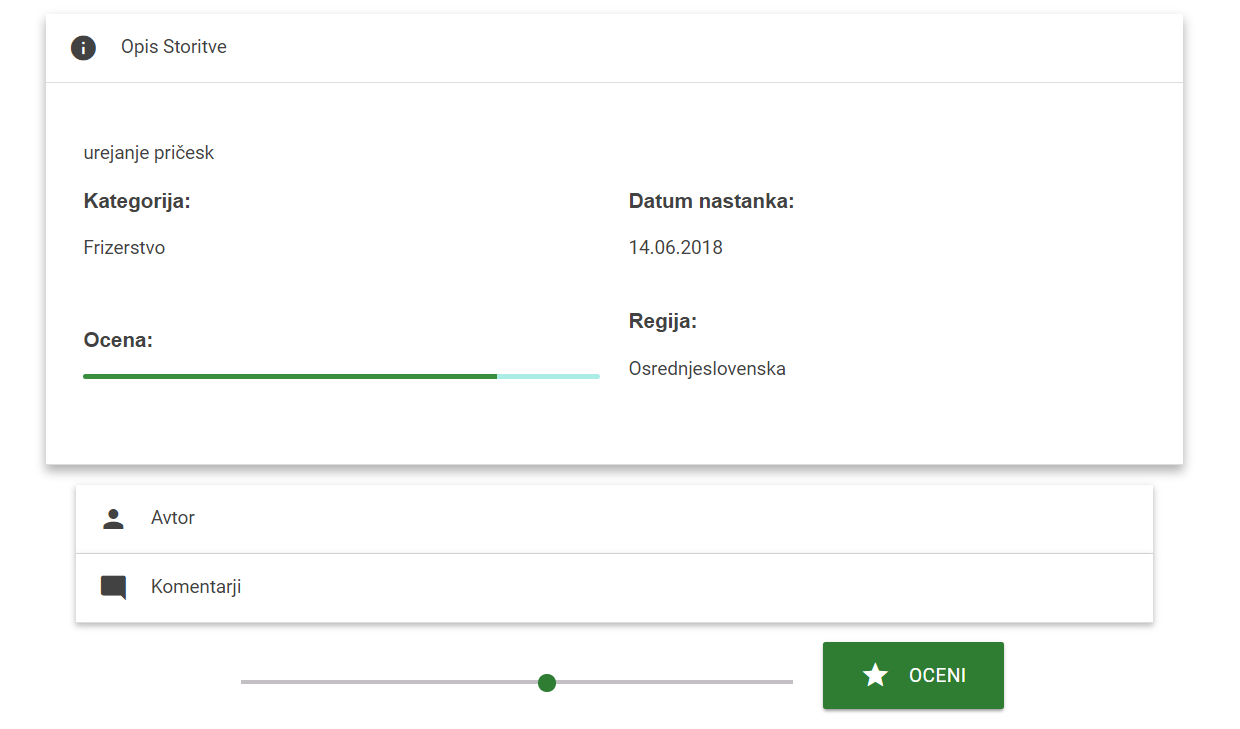 Opis Storitve
urejanje pričesk
Kategorija:
Frizerstvo
Datum nastanka:
14.06.2018
Ocena:
Regija:
Osrednjeslovenska
Avtor
Komentarji
OCENI